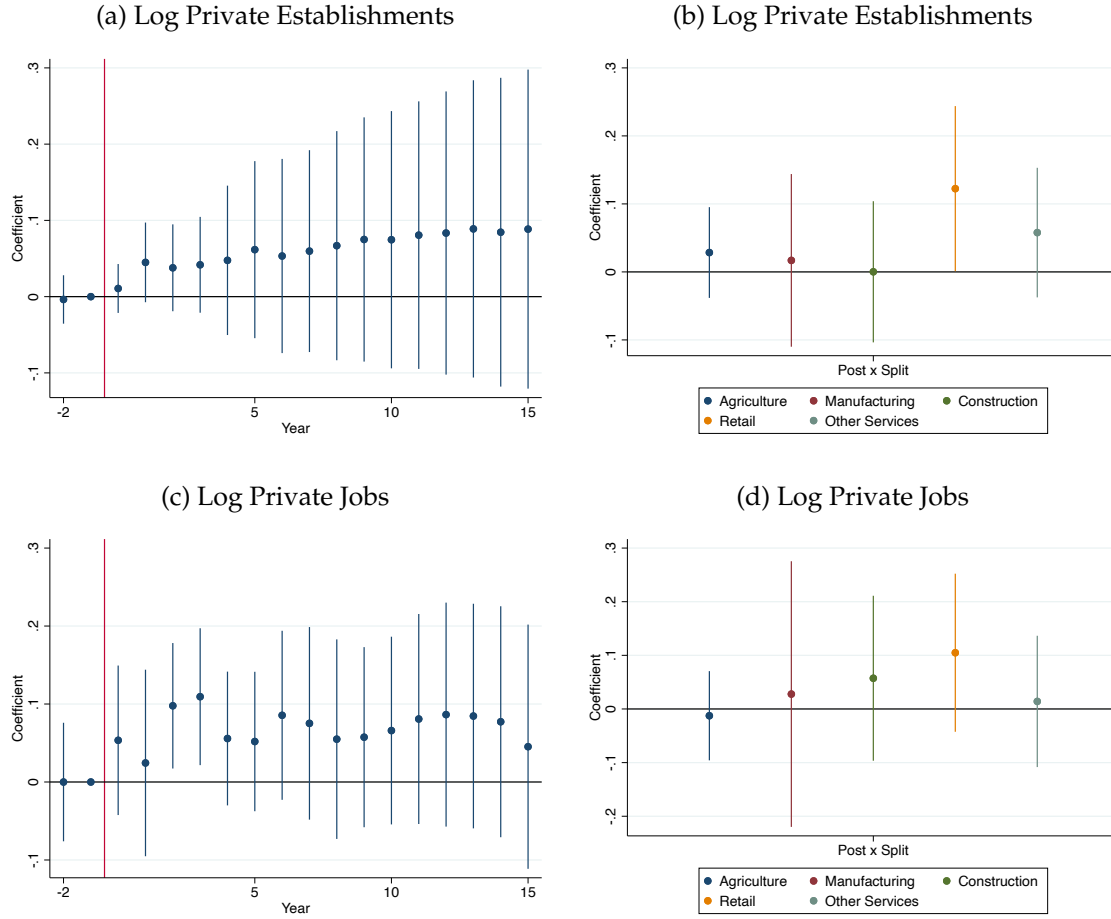 (a) Log Private Establishments
.3
.2
.1
0
-.1
Coefficient
-2
5
10
15
Year
(b) Log Private Establishments
.3
.2
.1
0
-.1
Coefficient
Post x Split
Agriculture
Manufacturing
Construction
Retail
Other Services
(c) Log Private Jobs
.3
.2
.1
0
-.1
Coefficient
-2
5
10
15
Year
(d) Log Private Jobs
.3
.2
.1
0
-.1
-.2
Coefficient
Post x Split
Agriculture
Manufacturing
Construction
Retail
Other Services